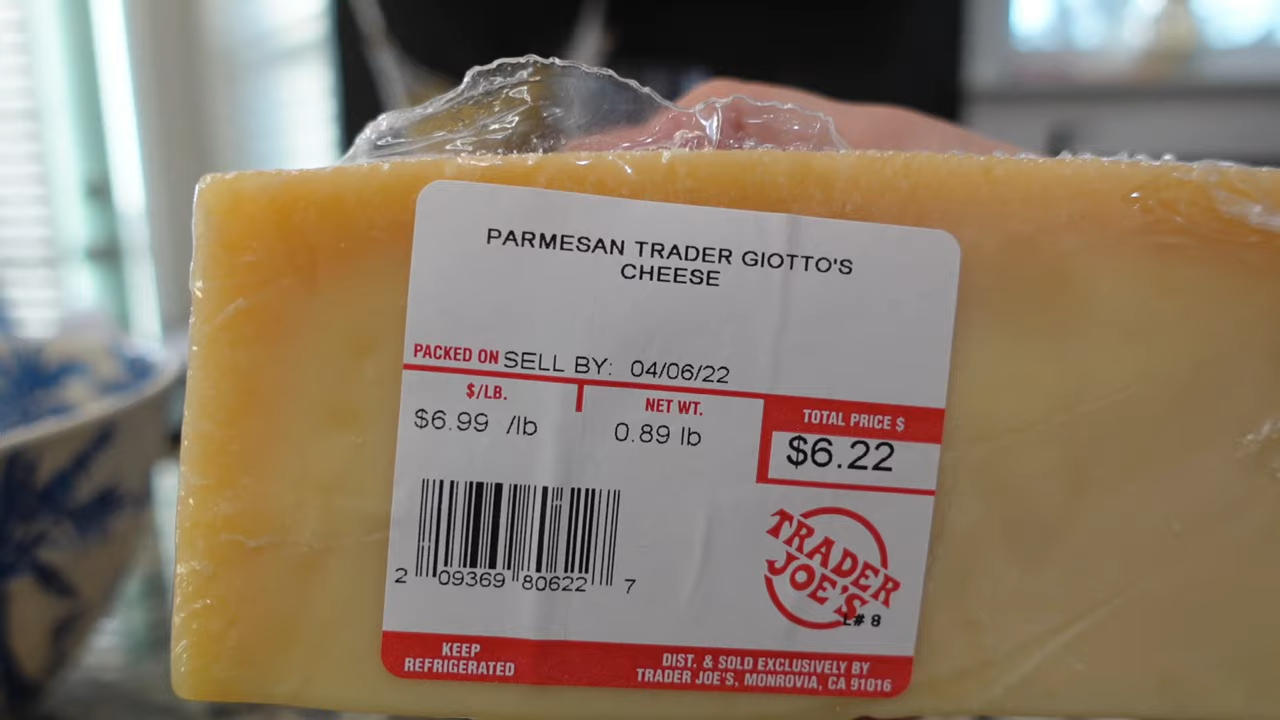 PARMESAN TRADER GIOTTO'S
CHEESE
PACKED ON SELL BY: 04/06/22
$/LB.
$6.99 /lb
NET WT.
0.89 lb
TOTAL PRICE $
$6.22
2 09369 80622 7
TRADER
JOE'S
L# 8
KEEP
REFRIGERATED
DIST. & SOLD EXCLUSIVELY BY
TRADER JOE'S, MONROVIA, CA 91016